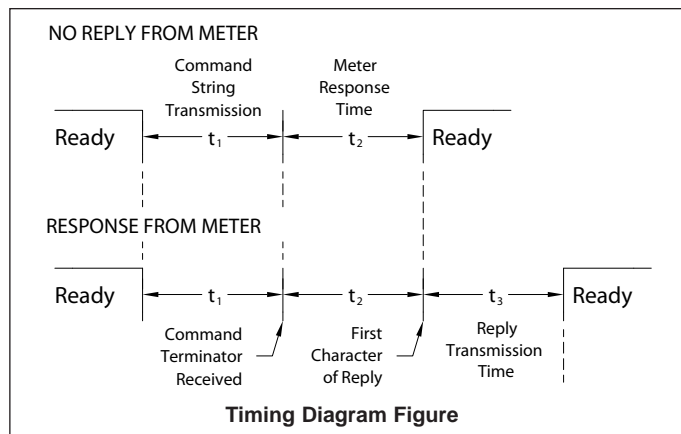 NO REPLY FROM METER
Command
String
Transmission
Meter
Response
Time
Ready
t1
t2
Ready
RESPONSE FROM METER
Ready
t1
t2
t3
Ready
Command
Terminator
Received
First
Character
of Reply
Reply
Transmission
Time
Timing Diagram Figure